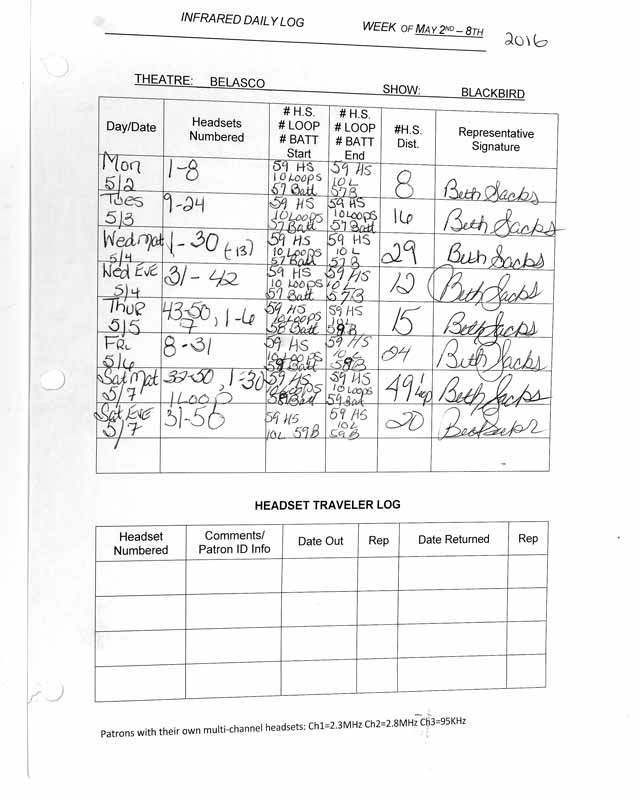 INFRARED DAILY LOG WEEK OF MAY 2ND – 8TH 2016
THEATRE: BELASCO SHOW: BLACKBIRD
Day/Date
Headsets
Numbered
# H.S.
# LOOP
# BATT
Start
# H.S.
# LOOP
# BATT
End
#H.S.
Dist.
Representative
Signature
Mon
5/2
1-8
59 HS
10 Loops
57 Batt
59 HS
10 L
57 B
8
Beth Sacks
Tues
5/3
9-24
59 HS
10 Loops
57 Batt
59 HS
10 Loops
57 Batt
16
Beth Sacks
Wed Mat
5/4
1-30 (-13)
59 HS
10 Loops
57 Batt
59 HS
10 L
57 B
29
Beth Sacks
Wed Eve
5/4
31-42
59 HS
10 Loops
57 Batt
59 HS
10 L
57 B
12
Beth Sacks
Thur
5/5
43-50, 1-6
7
59 HS
10 Loops
58 Batt
59 HS
10 L
58 B
15
Beth Sacks
Fri
5/6
8-31
59 HS
10 Loops
58 Batt
59 HS
10 L
58 B
24
Beth Sacks
Sat Mat
5/7
32-50, 1-30
1 LOOP
59 HS
10 Loops
58 Batt
59 HS
10 Loops
59 Batt
49 1 loop
Beth Sacks
Sat Eve
5/7
31-50
59 HS
10L 59B
59 HS
10 L
59 B
20
HEADSET TRAVELER LOG
Headset
Numbered
Comments/
Patron ID Info
Date Out
Rep
Date Returned
Rep
Patrons with their own multi-channel headsets: Ch1=2.3MHz Ch2=2.8MHz Ch3=95KHz